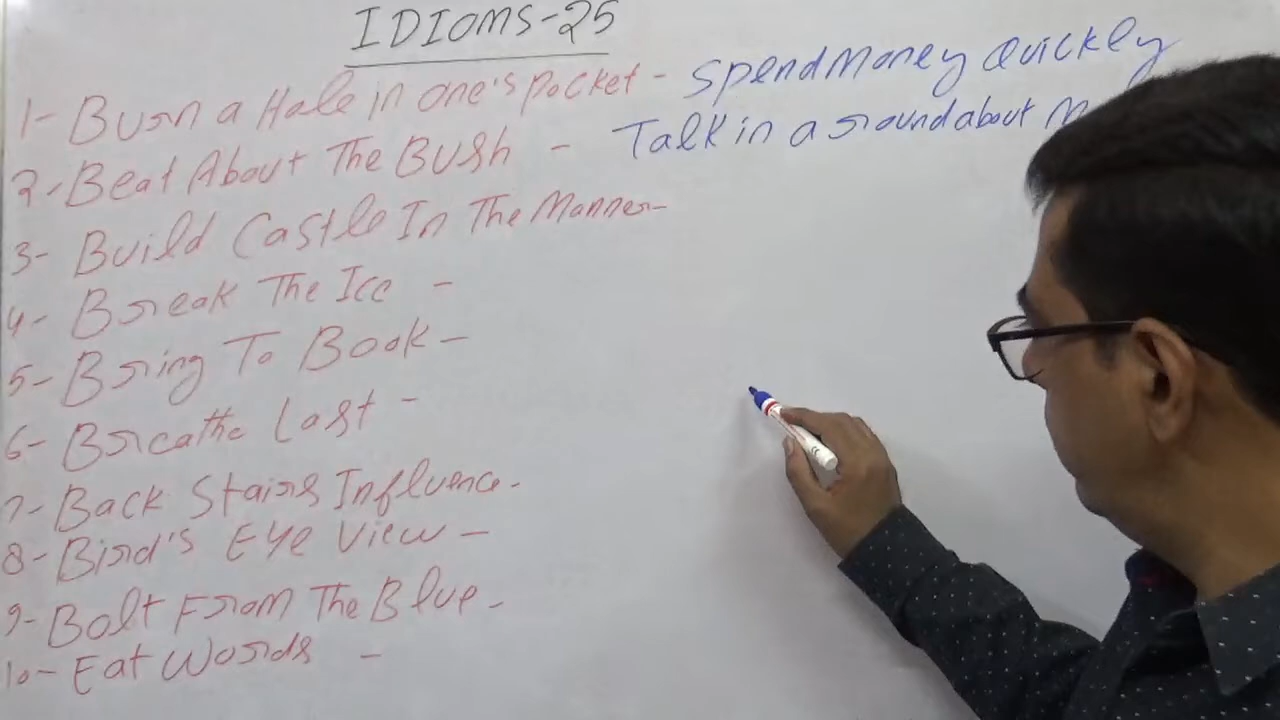 IDIOMS-25
1- Burn a Hole in one's pocket - Spend Money Quickly
2- Beat About The Bush - Talk in a roundabout
3- Build Castle In The Manner-
4- Break The Ice -
5- Bring To Book -
6- Breathe Last -
7- Back Stairs Influence -
8- Bird's Eye View -
9- Bolt From The Blue -
10- Eat Words -